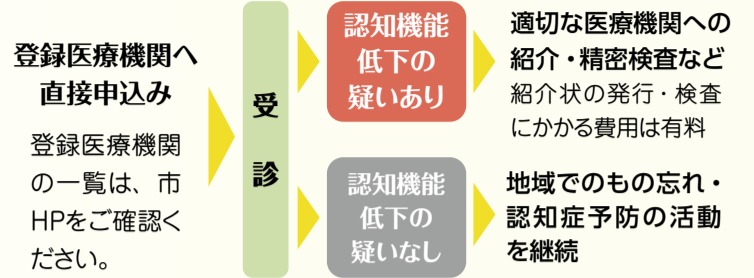 登録医療機関へ
直接申込み
登録医療機関
の一覧は、市
HPをご確認く
ださい。
受診
認知機能
低下の
疑いあり
適切な医療機関への
紹介・精密検査など
紹介状の発行・検査
にかかる費用は有料
認知機能
低下の
疑いなし
地域でのもの忘れ・
認知症予防の活動
を継続